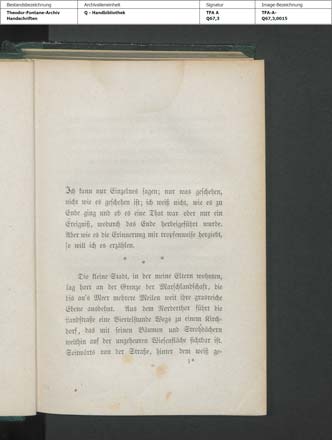 Bestandsbezeichnung Archivalieneinheit Signatur Image-Bezeichnung
Theodor-Fontane-Archiv Q - Handbibliothek TFA A TFA-A-
Handschriften Q67,3 Q67,3,0015
Ich kann nur Einzelnes sagen; nur was geschehen,
nicht wie es geschehen ist; ich weiß nicht, wie es zu
Ende ging und ob es eine That war oder nur ein
Ereigniß, wodurch das Ende herbeigeführt wurde.
Aber wie es die Erinnerung mir tropfenweise hergiebt,
so will ich es erzählen.
* * *
Die kleine Stadt, in der meine Eltern wohnten,
lag hart an der Grenze der Marschlandschaft, die
bis an's Meer mehrere Meilen weit ihre grasreiche
Ebene ausdehnt. Aus dem Norderthor führt die
Landstraße eine Viertelstunde Wegs zu einem Kirch-
dorf, das mit seinen Bäumen und Strohdächern
weithin auf der ungeheuren Wiesenfläche sichtbar ist.
Seitwärts von der Straße, hinter dem weiß ge-
1*